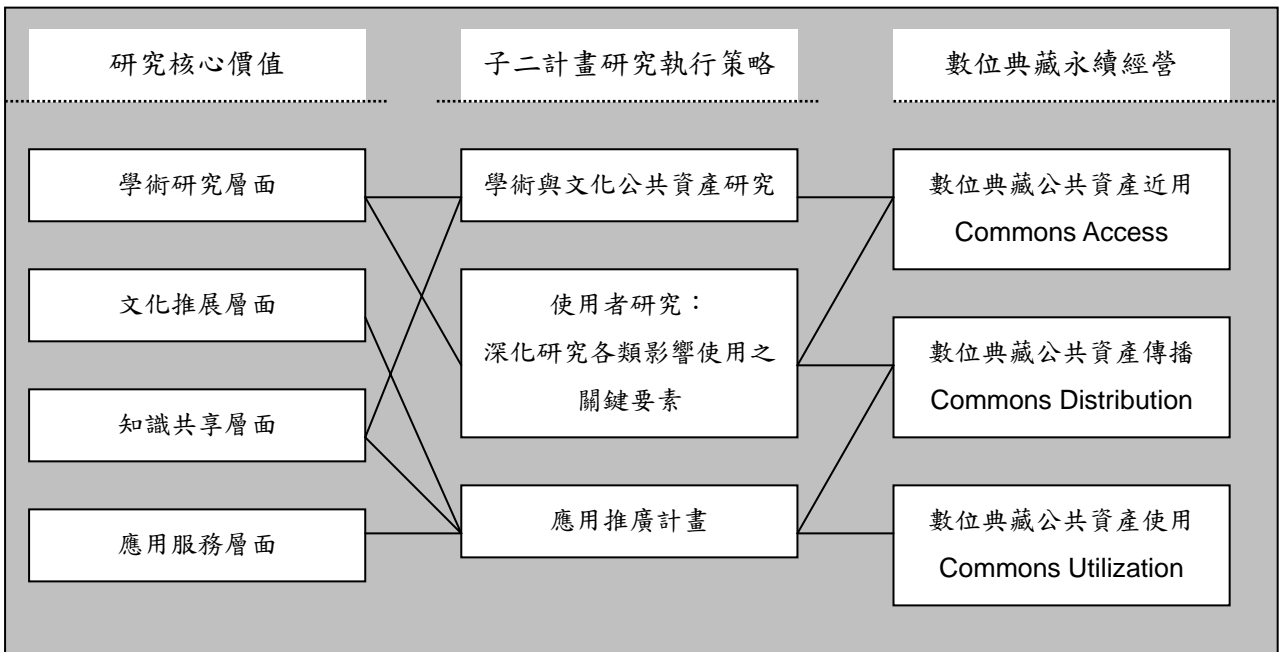 研究核心價值
子二計畫研究執行策略
數位典藏永續經營
學術研究層面
文化推展層面
知識共享層面
應用服務層面
學術與文化公共資產研究
使用者研究：
深化研究各類影響使用之
關鍵要素
應用推廣計畫
數位典藏公共資產近用
Commons Access
數位典藏公共資產傳播
Commons Distribution
數位典藏公共資產使用
Commons Utilization